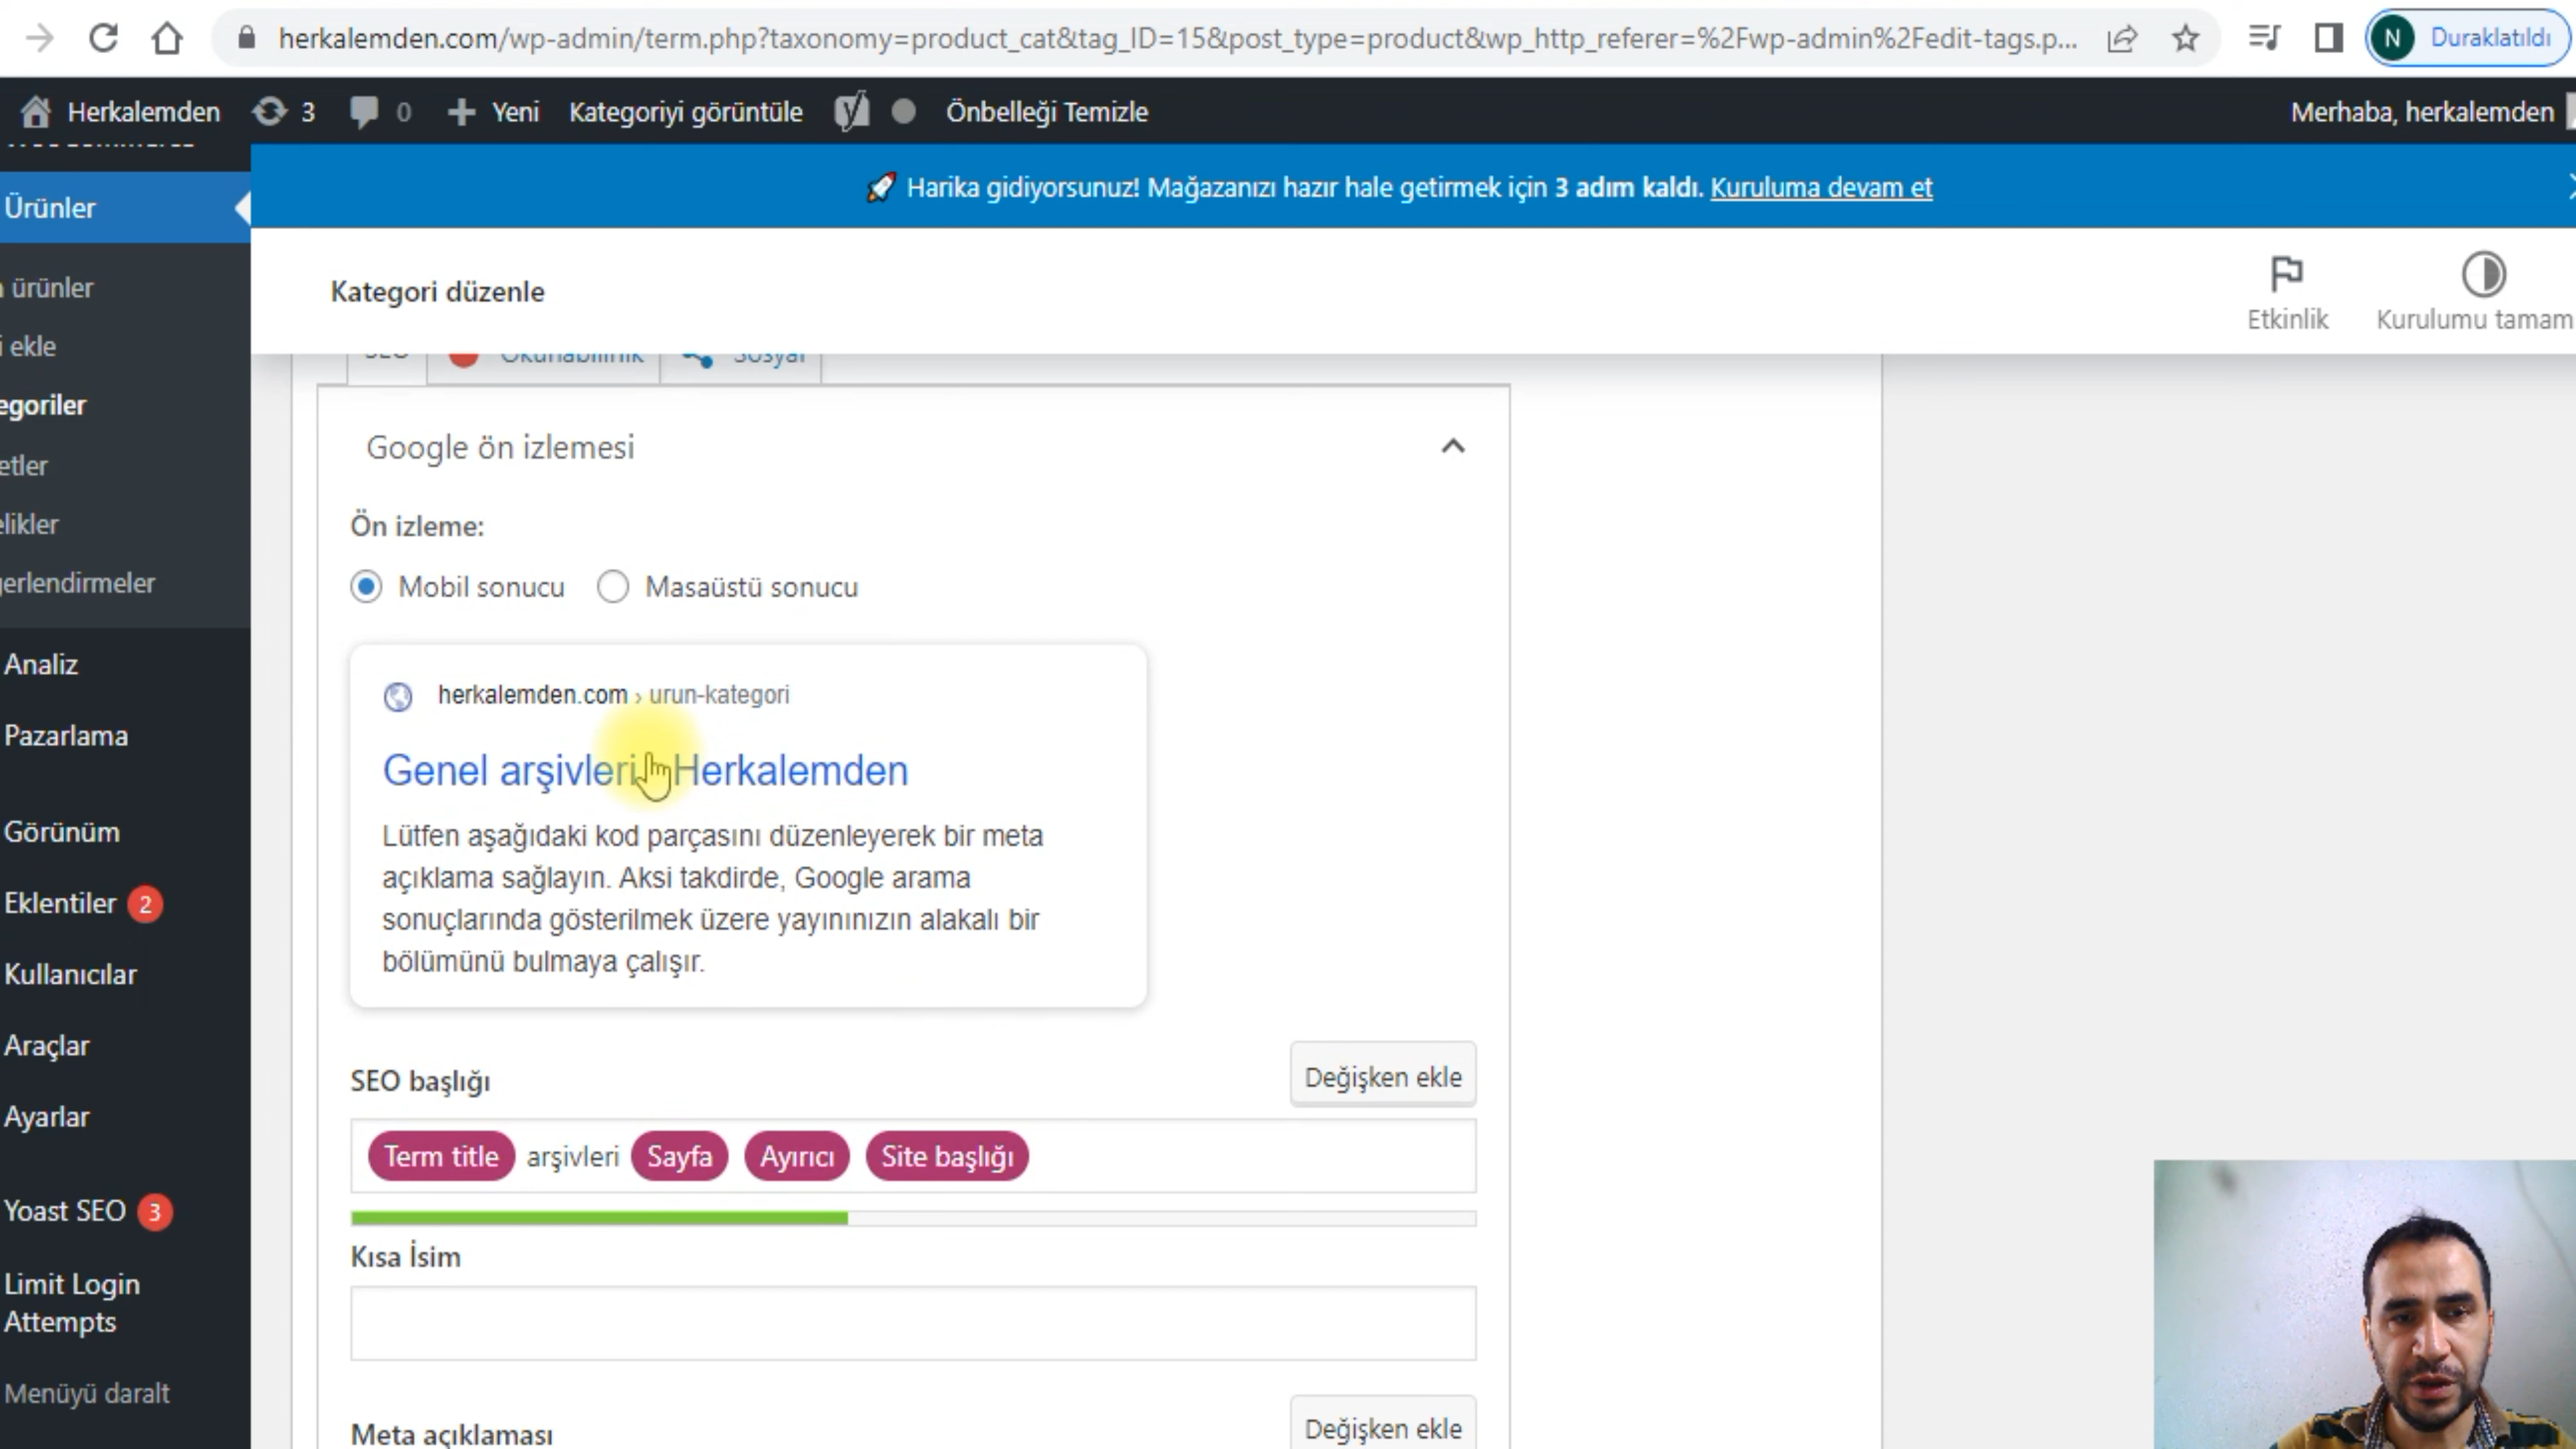 herkalemden.com/wp-admin/term.php?taxonomy=product_cat&tag_ID=15&post_type=product&wp_http_referer=%2Fwp-admin%2Fedit-tags.p...
N Duraklatıldı
Herkalemden 3 0 Yeni Kategoriyi görüntüle Önbelleği Temizle Merhaba, herkalemden
Harika gidiyorsunuz! Mağazanızı hazır hale getirmek için 3 adım kaldı. Kuruluma devam et
Ürünler
ürünler
ekle
egoriler
etler
elikler
erlendirmeler
Analiz
Pazarlama
Görünüm
Eklentiler 2
Kullanıcılar
Araçlar
Ayarlar
Yoast SEO 3
Limit Login
Attempts
Menüyü daralt
Kategori düzenle
Etkinlik
Kurulumu tamam
SEO Okunabilirlik Sosyal
Google ön izlemesi
Ön izleme:
Mobil sonucu Masaüstü sonucu
herkalemden.com › urun-kategori
Genel arşivleri Herkalemden
Lütfen aşağıdaki kod parçasını düzenleyerek bir meta
açıklama sağlayın. Aksi takdirde, Google arama
sonuçlarında gösterilmek üzere yayınınızın alakalı bir
bölümünü bulmaya çalışır.
SEO başlığı
Değişken ekle
Term title arşivleri Sayfa Ayırıcı Site başlığı
Kısa İsim
Meta açıklaması
Değişken ekle